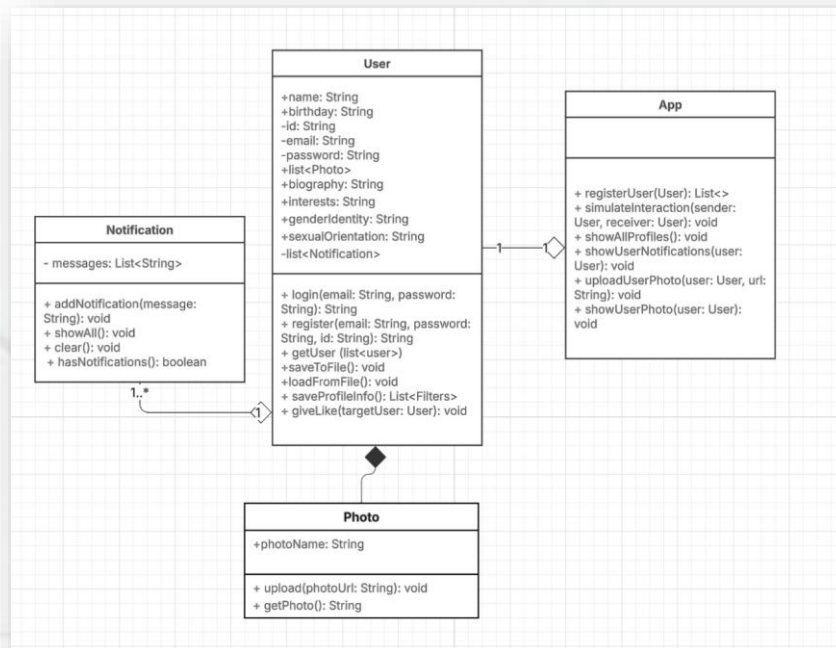 User
+name: String
+birthday: String
-id: String
-email: String
-password: String
+list<Photo>
+biography: String
+interests: String
+genderIdentity: String
+sexualOrientation: String
-list<Notification>
+ login(email: String, password:
String): String
+ register(email: String, password:
String, id: String): String
+ getUser (list<user>)
+saveToFile(): void
+loadFromFile(): void
+ saveProfileInfo(): List<Filters>
+ giveLike(targetUser: User): void
App
+ registerUser(User): List<>
+ simulateInteraction(sender:
User, receiver: User): void
+ showAllProfiles(): void
+ showUserNotifications(user:
User): void
+ uploadUserPhoto(user: User, url:
String): void
+ showUserPhoto(user: User):
void
1
1
Notification
- messages: List<String>
+ addNotification(message:
String): void
+ showAll(): void
+ clear(): void
+ hasNotifications(): boolean
1..*
1
Photo
+photoName: String
+ upload(photoUrl: String): void
+ getPhoto(): String